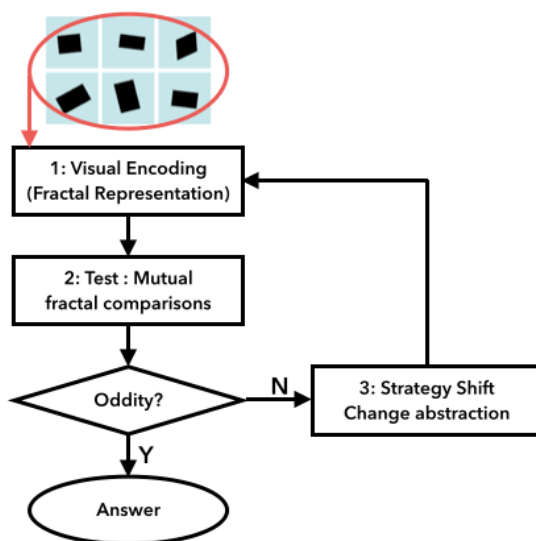 1: Visual Encoding
(Fractal Representation)
2: Test : Mutual
fractal comparisons
Oddity?
N
3: Strategy Shift
Change abstraction
Y
Answer